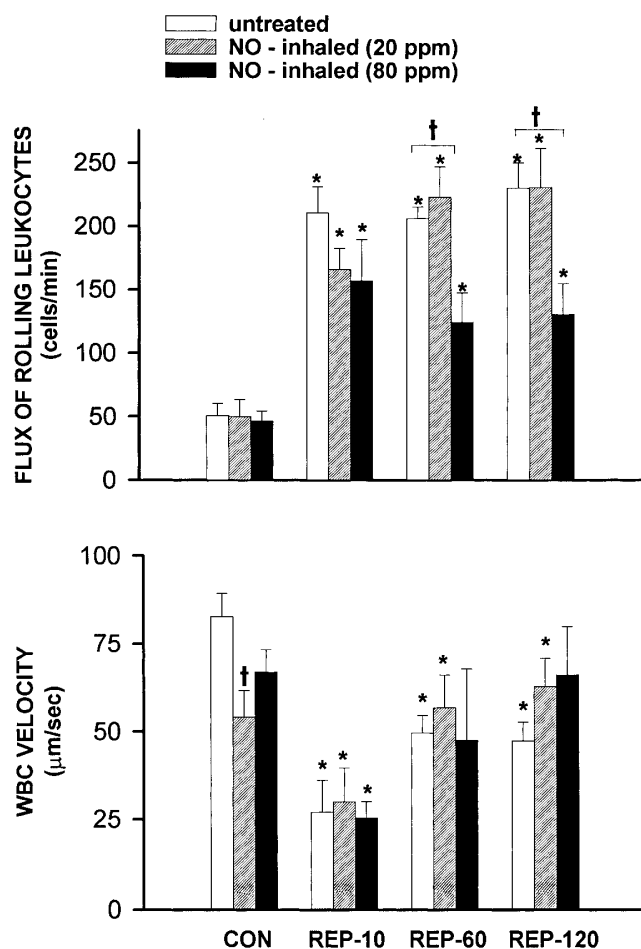 untreated
NO - inhaled (20 ppm)
NO - inhaled (80 ppm)
FLUX OF ROLLING LEUKOCYTES
(cells/min)
250
200
150
100
50
0
†
†
* * *
* * *
* * *
WBC VELOCITY
(μm/sec)
100
75
50
25
0
†
* * *
* *
* *
CON REP-10 REP-60 REP-120